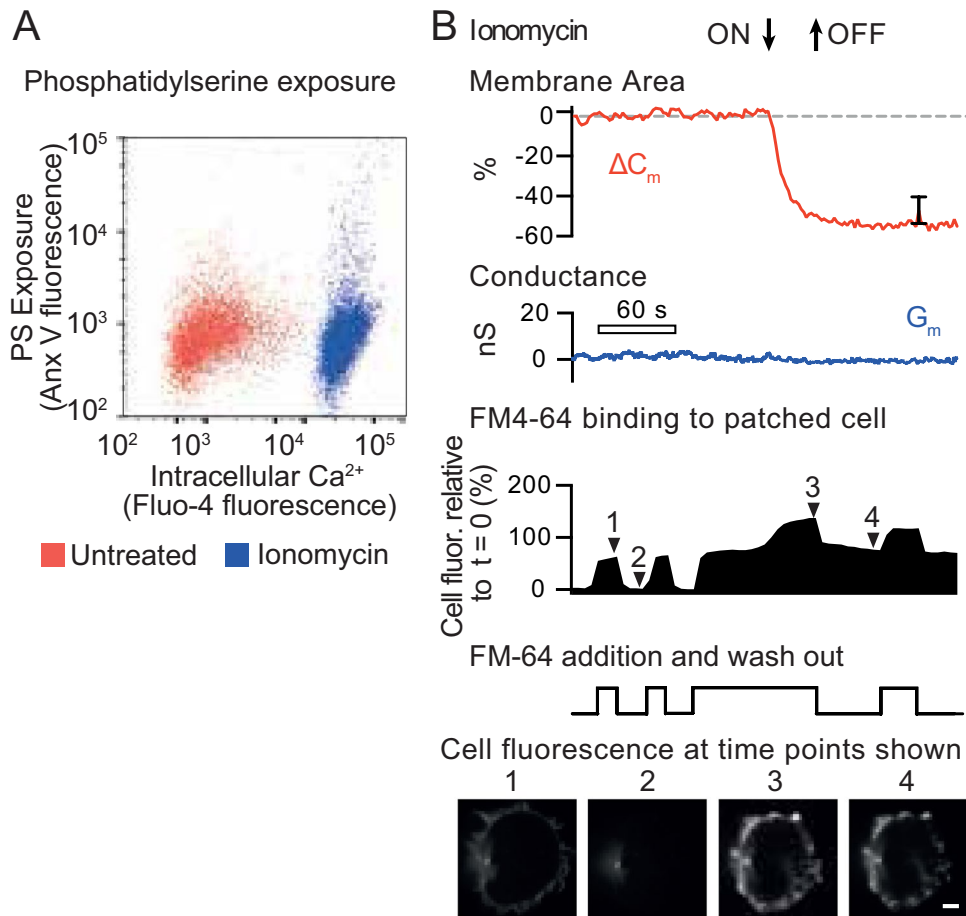 A
Phosphatidylserine exposure
PS Exposure
(Anx V fluorescence)
10⁵
10⁴
10³
10²
10² 10³ 10⁴ 10⁵
Intracellular Ca²⁺
(Fluo-4 fluorescence)
Untreated Ionomycin
B
Ionomycin ON OFF
Membrane Area
%
0
-20
-40
-60
ΔCₘ
Conductance
nS
20
0
60 s
Gₘ
FM4-64 binding to patched cell
Cell fluor. relative
to t = 0 (%)
200
100
0
1
2
3
4
FM-64 addition and wash out
Cell fluorescence at time points shown
1 2 3 4